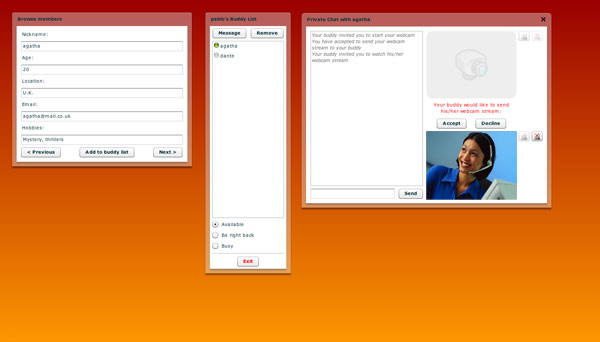 Browse members
Nickname:
agatha
Age:
20
Location:
U.K.
Email:
agatha@mail.co.uk
Hobbies:
Mystery, thrillers
< Previous
Add to buddy list
Next >
pablo's Buddy List
Message
Remove
agatha
dante
Available
Be right back
Busy
Exit
Private Chat with agatha
Your buddy invited you to start your webcam
You have accepted to send your webcam
stream to your buddy
Your buddy invited you to watch his/her
webcam stream
Send
Your buddy would like to send
his/her webcam stream:
Accept
Decline